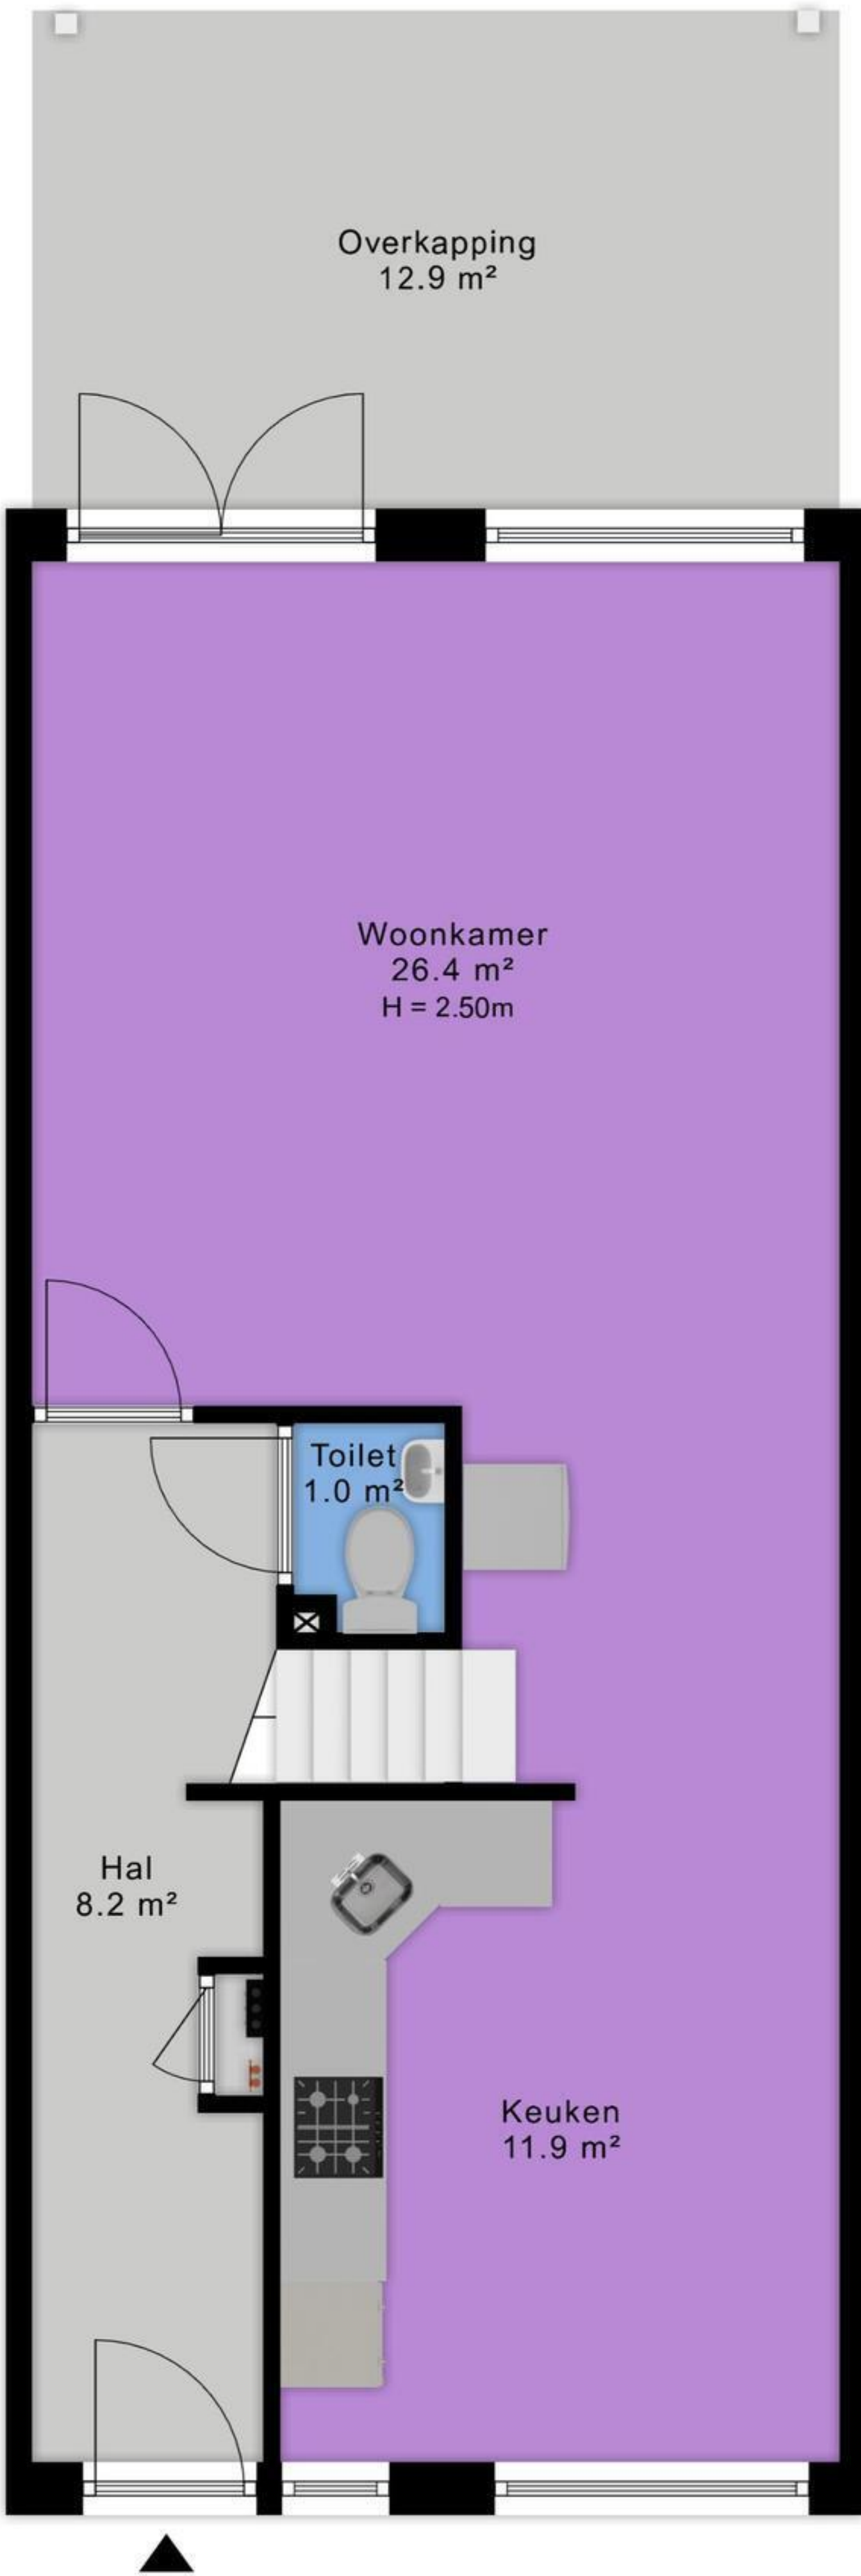 Overkapping
12.9 m²
Woonkamer
26.4 m²
H = 2.50m
Toilet
1.0 m²
Hal
8.2 m²
Keuken
11.9 m²